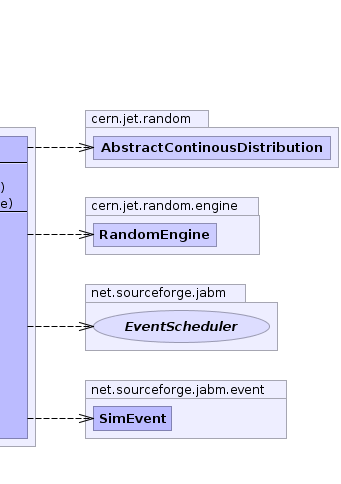 cern.jet.random
AbstractContinousDistribution
)
e)
cern.jet.random.engine
RandomEngine
net.sourceforge.jabm
EventScheduler
net.sourceforge.jabm.event
SimEvent